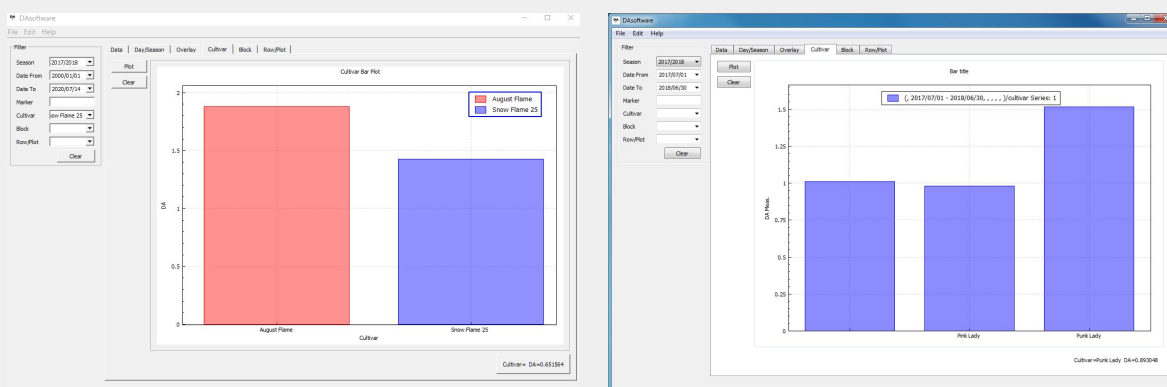 DAsoftware
File Edit Help
Filter
Season 2017/2018
Date From 2000/01/01
Date To 2020/07/14
Marker
Cultivar ow Flame 25
Block
Row/Plot
Clear
Data Day/Season Overlay Cultivar Block Row/Plot
Plot
Clear
Cultivar Bar Plot
August Flame
Snow Flame 25
2
1.5
1
0.5
0
DA
August Flame Snow Flame 25
Cultivar
Cultivar= DA=0.651564
DAsoftware
File Edit Help
Filter
Season 2017/2018
Date From 2017/07/01
Date To 2018/06/30
Marker
Cultivar
Block
Row/Plot
Clear
Data Day/Season Overlay Cultivar Block Row/Plot
Plot
Clear
Bar title
(, 2017/07/01 - 2018/06/30, , , , , )/cultivar Series: 1
1.5
1.25
1
0.75
0.5
0.25
0
DA Meas.
Pink Lady Punk Lady
Cultivar=Punk Lady DA=0.893048